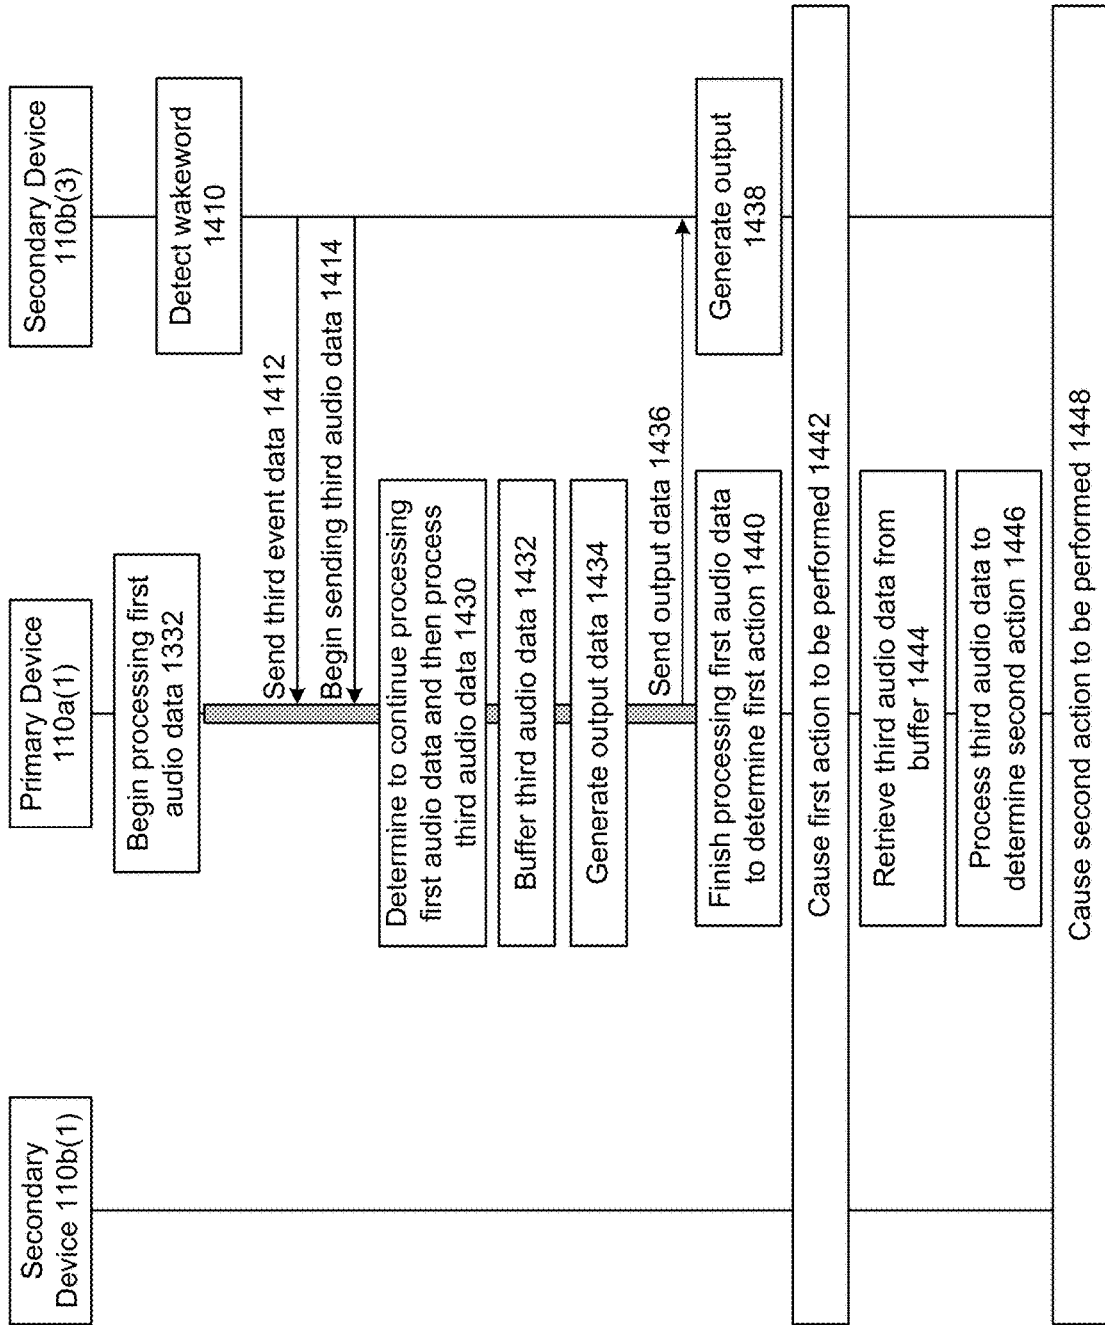 Secondary
Device 110b(1)
Primary Device
110a(1)
Secondary Device
110b(3)
Begin processing first
audio data 1332
Detect wakeword
1410
Send third event data 1412
Begin sending third audio data 1414
Determine to continue processing
first audio data and then process
third audio data 1430
Buffer third audio data 1432
Generate output data 1434
Send output data 1436
Finish processing first audio data
to determine first action 1440
Generate output
1438
Cause first action to be performed 1442
Retrieve third audio data from
buffer 1444
Process third audio data to
determine second action 1446
Cause second action to be performed 1448